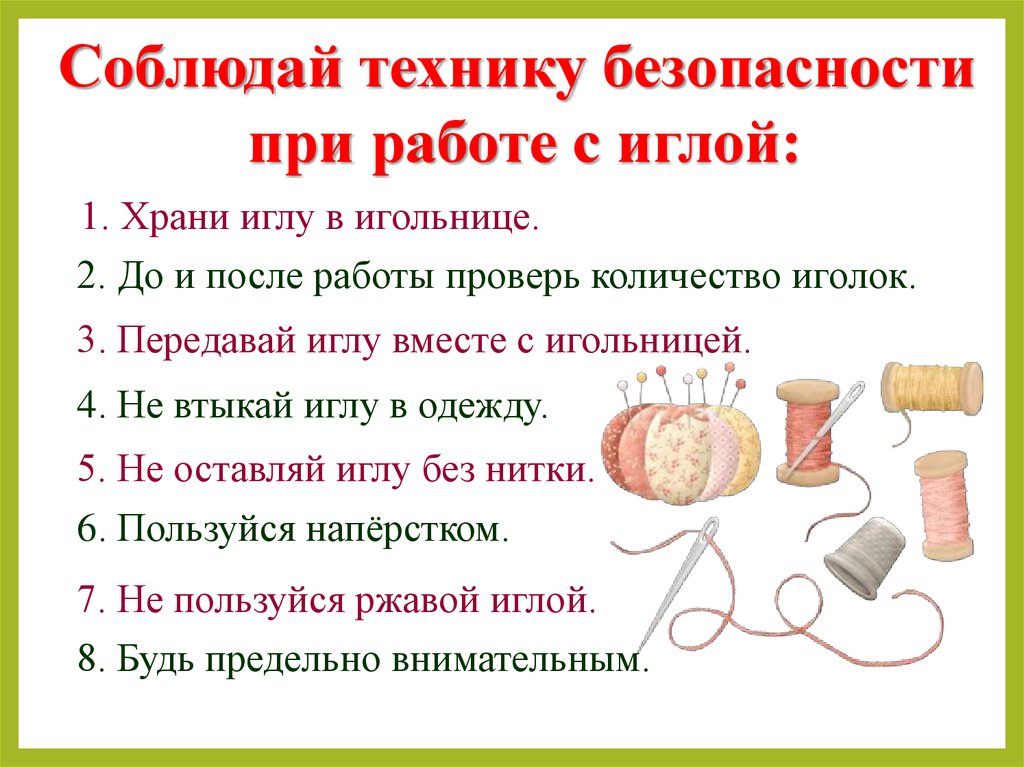 Соблюдай технику безопасности
при работе с иглой:
1. Храни иглу в игольнице.
2. До и после работы проверь количество иголок.
3. Передавай иглу вместе с игольницей.
4. Не втыкай иглу в одежду.
5. Не оставляй иглу без нитки.
6. Пользуйся напёрстком.
7. Не пользуйся ржавой иглой.
8. Будь предельно внимательным.